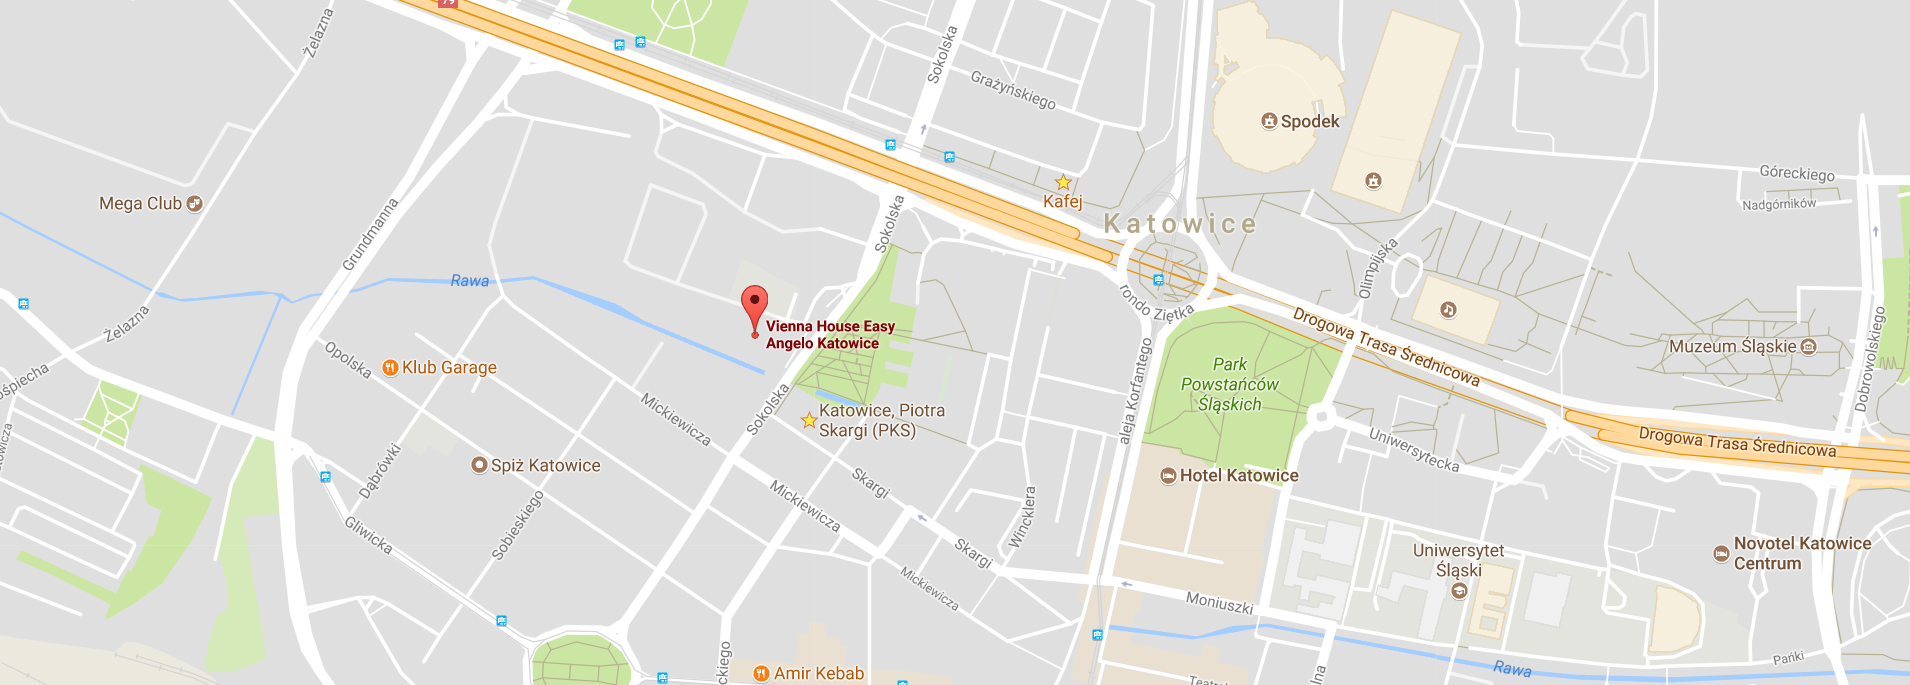 79
Żelazna
Sokolska
Grażyńskiego
Spodek
Góreckiego
Nadgórników
Mega Club
Kafej
Katowice
Grundmanna
Sokolska
Olimpijska
Rawa
rondo Ziętka
Żelazna
Drogowa Trasa Średnicowa
Vienna House Easy
Angelo Katowice
Opolska
Klub Garage
Muzeum Śląskie
Dobrowolskiego
Park
Powstańców
Śląskich
aleja Korfantego
Mickiewicza
Sokolska
Katowice, Piotra
Skargi (PKS)
Uniwersytecka
Drogowa Trasa Średnicowa
Dąbrówki
Spiż Katowice
Hotel Katowice
Skargi
Mickiewicza
Sobieskiego
Gliwicka
Wincklera
Skargi
Uniwersytet
Śląski
Novotel Katowice
Centrum
Mickiewicza
Moniuszki
Pańki
Rawa
Amir Kebab